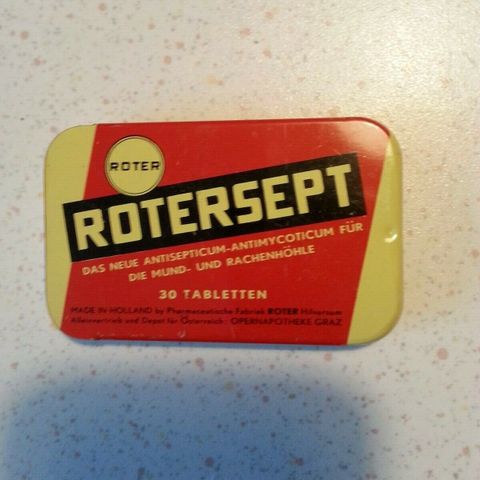 ROTER
ROTERSEPT
DAS NEUE ANTISEPTICUM-ANTIMYCOTICUM FÜR
DIE MUND- UND RACHENHÖHLE
30 TABLETTEN
MADE IN HOLLAND by Pharmaceutische Fabriek ROTER Hilversum
Alleinvertrieb und Depot für Österreich: OPERNAPOTHEKE GRAZ